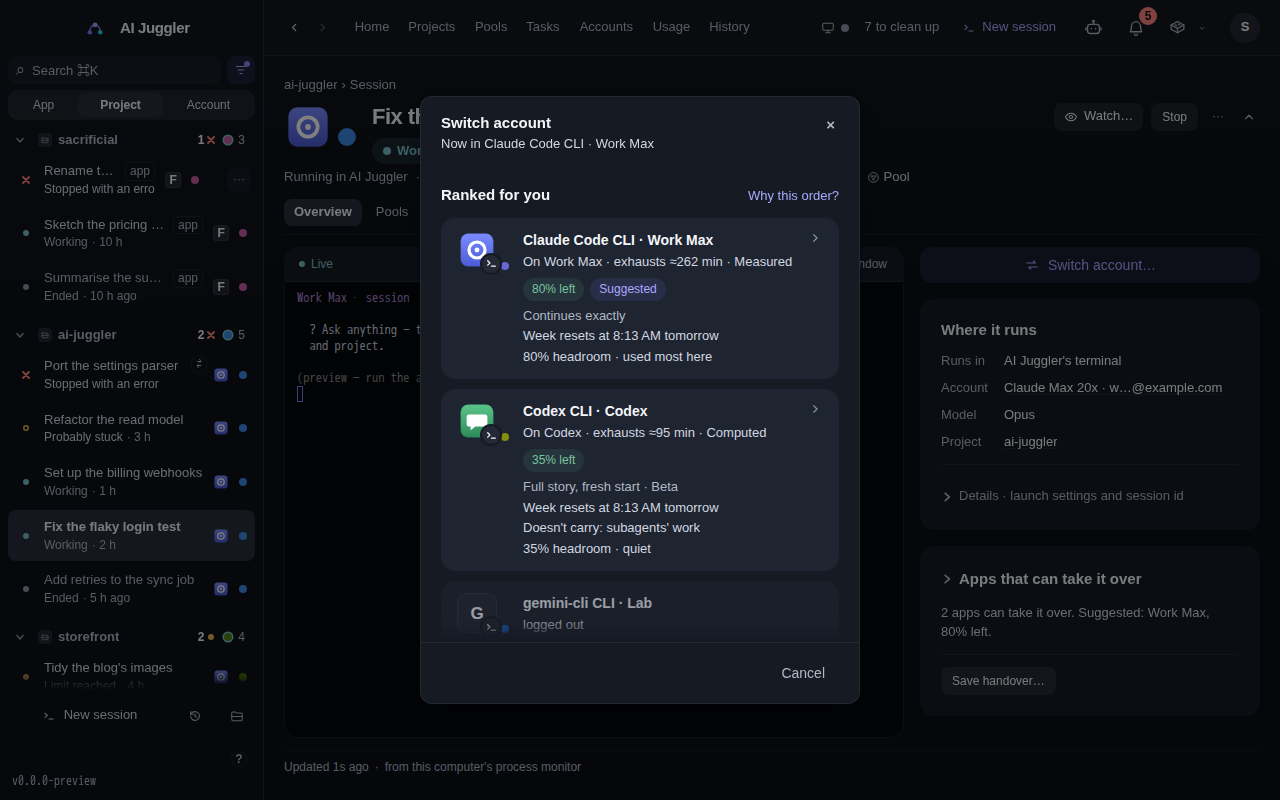 AI Juggler
Search ⌘K
App
Project
Account
sacrificial
1
3
Rename t…
app
Stopped with an erro
F
Sketch the pricing …
app
Working · 10 h
F
Summarise the su…
app
Ended · 10 h ago
F
ai-juggler
2
5
Port the settings parser
Stopped with an error
Refactor the read model
Probably stuck · 3 h
Set up the billing webhooks
Working · 1 h
Fix the flaky login test
Working · 2 h
Add retries to the sync job
Ended · 5 h ago
storefront
2
4
Tidy the blog's images
Limit reached · 4 h
New session
?
v0.0.0-preview
Home
Projects
Pools
Tasks
Accounts
Usage
History
7 to clean up
New session
5
S
ai-juggler › Session
Fix th
Wor
Watch…
Stop
Running in AI Juggler ·
Pool
Overview
Pools
Live
ndow
Work Max · session
? Ask anything — t
and project.
(preview — run the a
Switch account
Now in Claude Code CLI · Work Max
Ranked for you
Why this order?
Claude Code CLI · Work Max
On Work Max · exhausts ≈262 min · Measured
80% left
Suggested
Continues exactly
Week resets at 8:13 AM tomorrow
80% headroom · used most here
Codex CLI · Codex
On Codex · exhausts ≈95 min · Computed
35% left
Full story, fresh start · Beta
Week resets at 8:13 AM tomorrow
Doesn't carry: subagents' work
35% headroom · quiet
G
gemini-cli CLI · Lab
logged out
Cancel
Switch account…
Where it runs
Runs in
AI Juggler's terminal
Account
Claude Max 20x · w…@example.com
Model
Opus
Project
ai-juggler
Details · launch settings and session id
Apps that can take it over
2 apps can take it over. Suggested: Work Max,
80% left.
Save handover…
Updated 1s ago · from this computer's process monitor